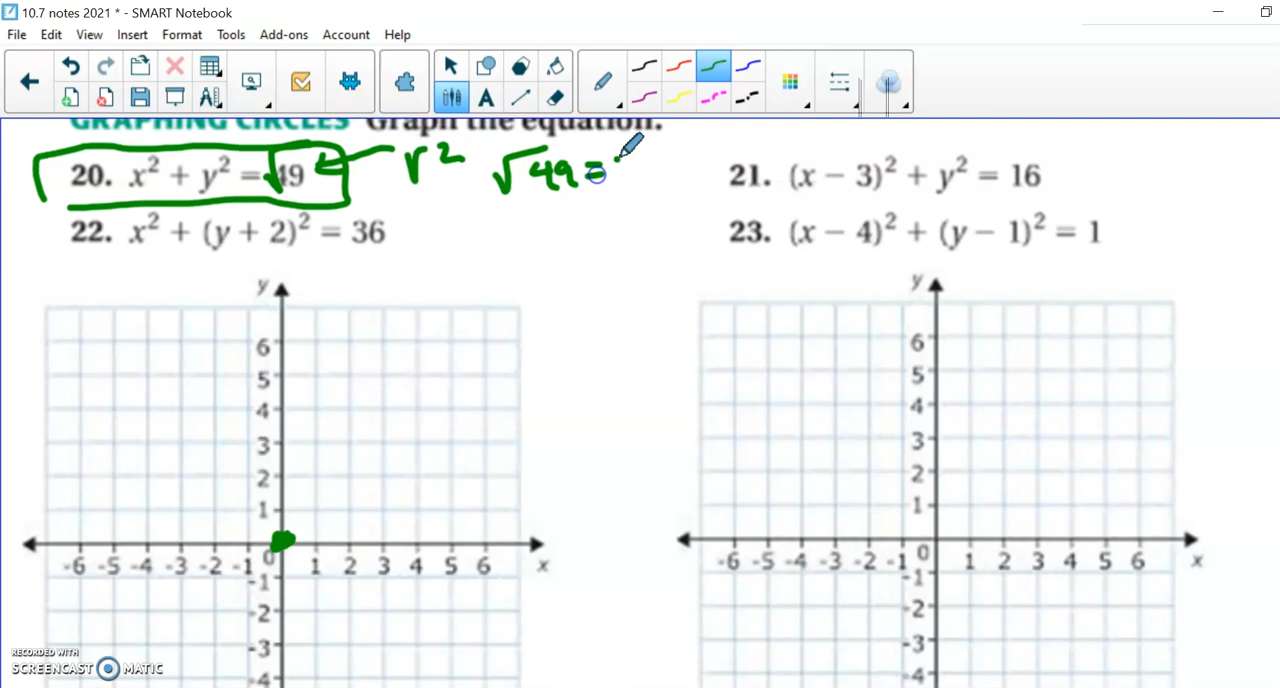 10.7 notes 2021 * - SMART Notebook
File Edit View Insert Format Tools Add-ons Account Help
GRAPHING CIRCLES Graph the equation.
20. x² + y² = √49 r² √49 =
21. (x − 3)² + y² = 16
22. x² + (y + 2)² = 36
23. (x − 4)² + (y − 1)² = 1
y
6
5
4
3
2
1
0
-6 -5 -4 -3 -2 -1 1 2 3 4 5 6 x
-1
-2
-3
-4
y
6
5
4
3
2
1
0
-6 -5 -4 -3 -2 -1 1 2 3 4 5 6 x
-1
-2
-3
-4
RECORDED WITH
SCREENCAST MATIC